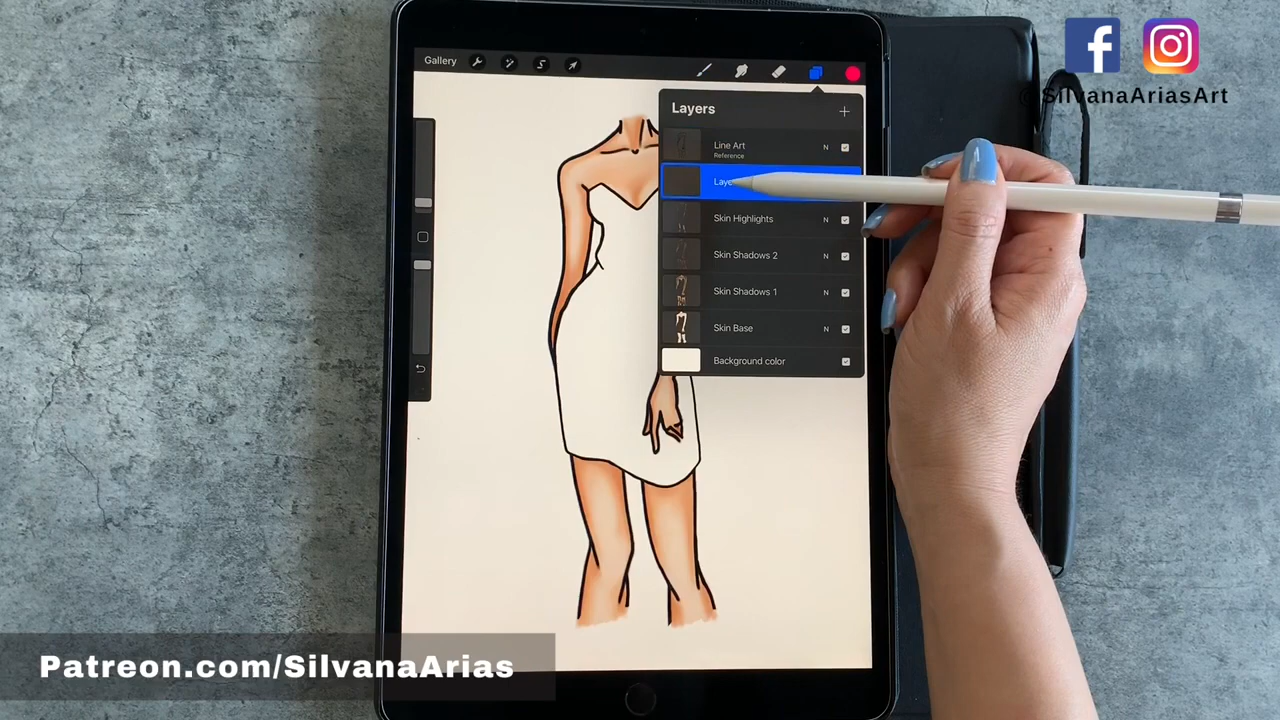 Gallery
@SilvanaAriasArt
Layers
Line Art
N
Reference
Skin Highlights
N
Skin Shadows 2
N
Skin Shadows 1
N
Skin Base
N
Background color
Patreon.com/SilvanaArias